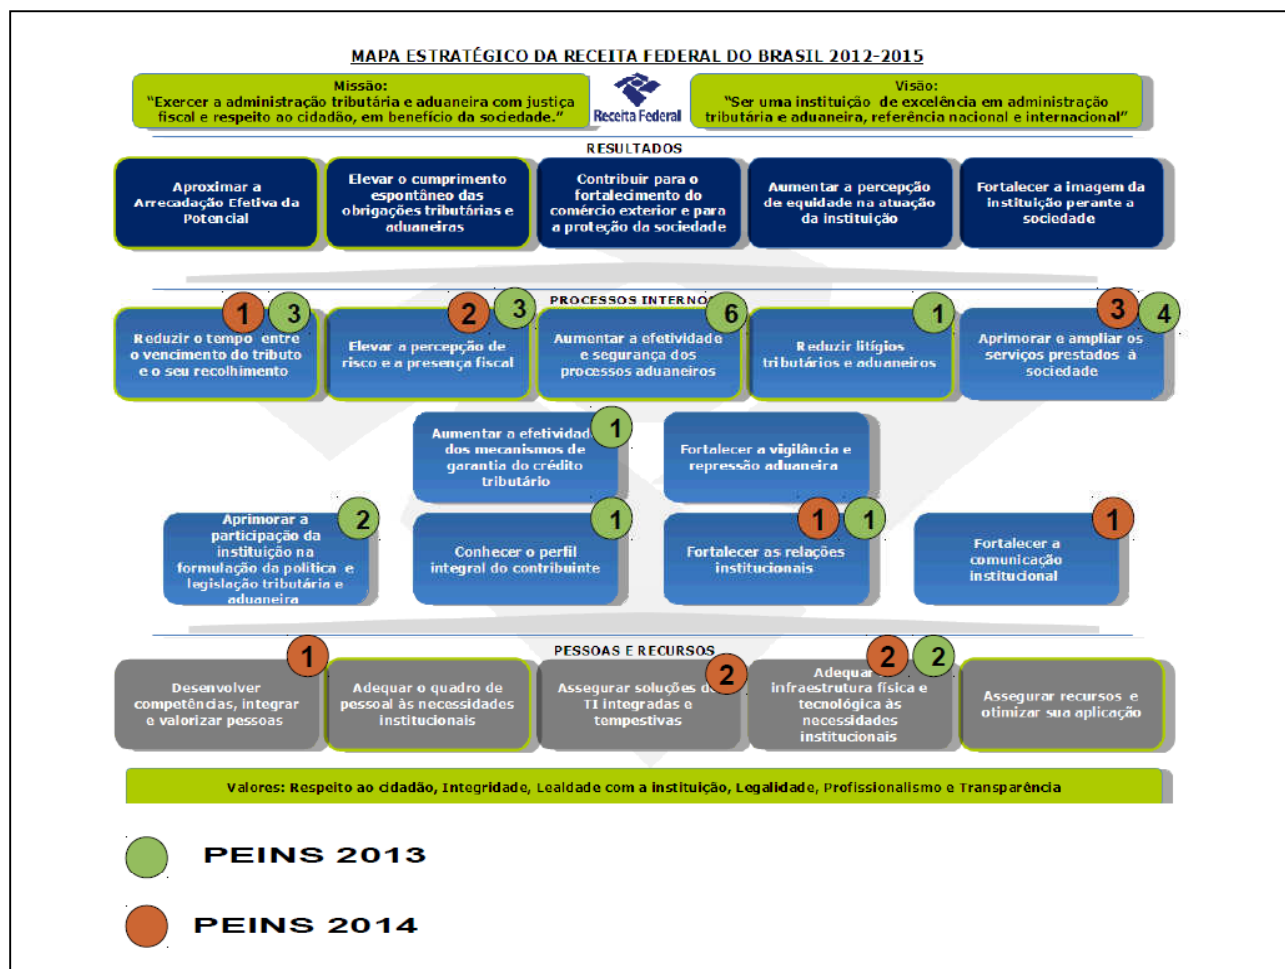 MAPA ESTRATÉGICO DA RECEITA FEDERAL DO BRASIL 2012-2015
Missão:
“Exercer a administração tributária e aduaneira com justiça
fiscal e respeito ao cidadão, em benefício da sociedade.”
Receita Federal
Visão:
“Ser uma instituição de excelência em administração
tributária e aduaneira, referência nacional e internacional”
RESULTADOS
Aproximar a
Arrecadação Efetiva da
Potencial
Elevar o cumprimento
espontâneo das
obrigações tributárias e
aduaneiras
Contribuir para o
fortalecimento do
comércio exterior e para
a proteção da sociedade
Aumentar a percepção
de equidade na atuação
da instituição
Fortalecer a imagem da
instituição perante a
sociedade
PROCESSOS INTERNOS
1
3
Reduzir o tempo entre
o vencimento do tributo
e o seu recolhimento
2
3
Elevar a percepção de
risco e a presença fiscal
6
Aumentar a efetividade
e segurança dos
processos aduaneiros
1
Reduzir litígios
tributários e aduaneiros
3
4
Aprimorar e ampliar os
serviços prestados à
sociedade
1
Aumentar a efetividade
dos mecanismos de
garantia do crédito
tributário
Fortalecer a vigilância e
repressão aduaneira
2
Aprimorar a
participação da
instituição na
formulação da política e
legislação tributária e
aduaneira
1
Conhecer o perfil
integral do contribuinte
1
1
Fortalecer as relações
institucionais
1
Fortalecer a
comunicação
institucional
PESSOAS E RECURSOS
1
Desenvolver
competências, integrar
e valorizar pessoas
Adequar o quadro de
pessoal às necessidades
institucionais
2
Assegurar soluções de
TI integradas e
tempestivas
2
2
Adequar
infraestrutura física e
tecnológica às
necessidades
institucionais
Assegurar recursos e
otimizar sua aplicação
Valores: Respeito ao cidadão, Integridade, Lealdade com a instituição, Legalidade, Profissionalismo e Transparência
PEINS 2013
PEINS 2014